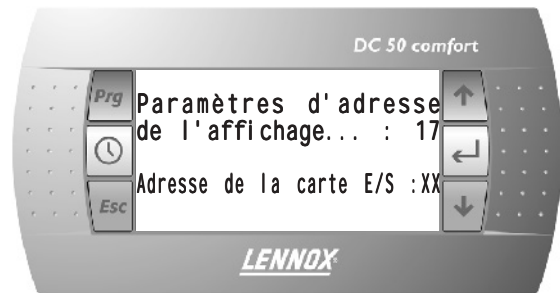 DC 50 comfort
Prg
Paramètres d'adresse
de l'affichage... : 17
Adresse de la carte E/S :XX
Esc
LENNOX